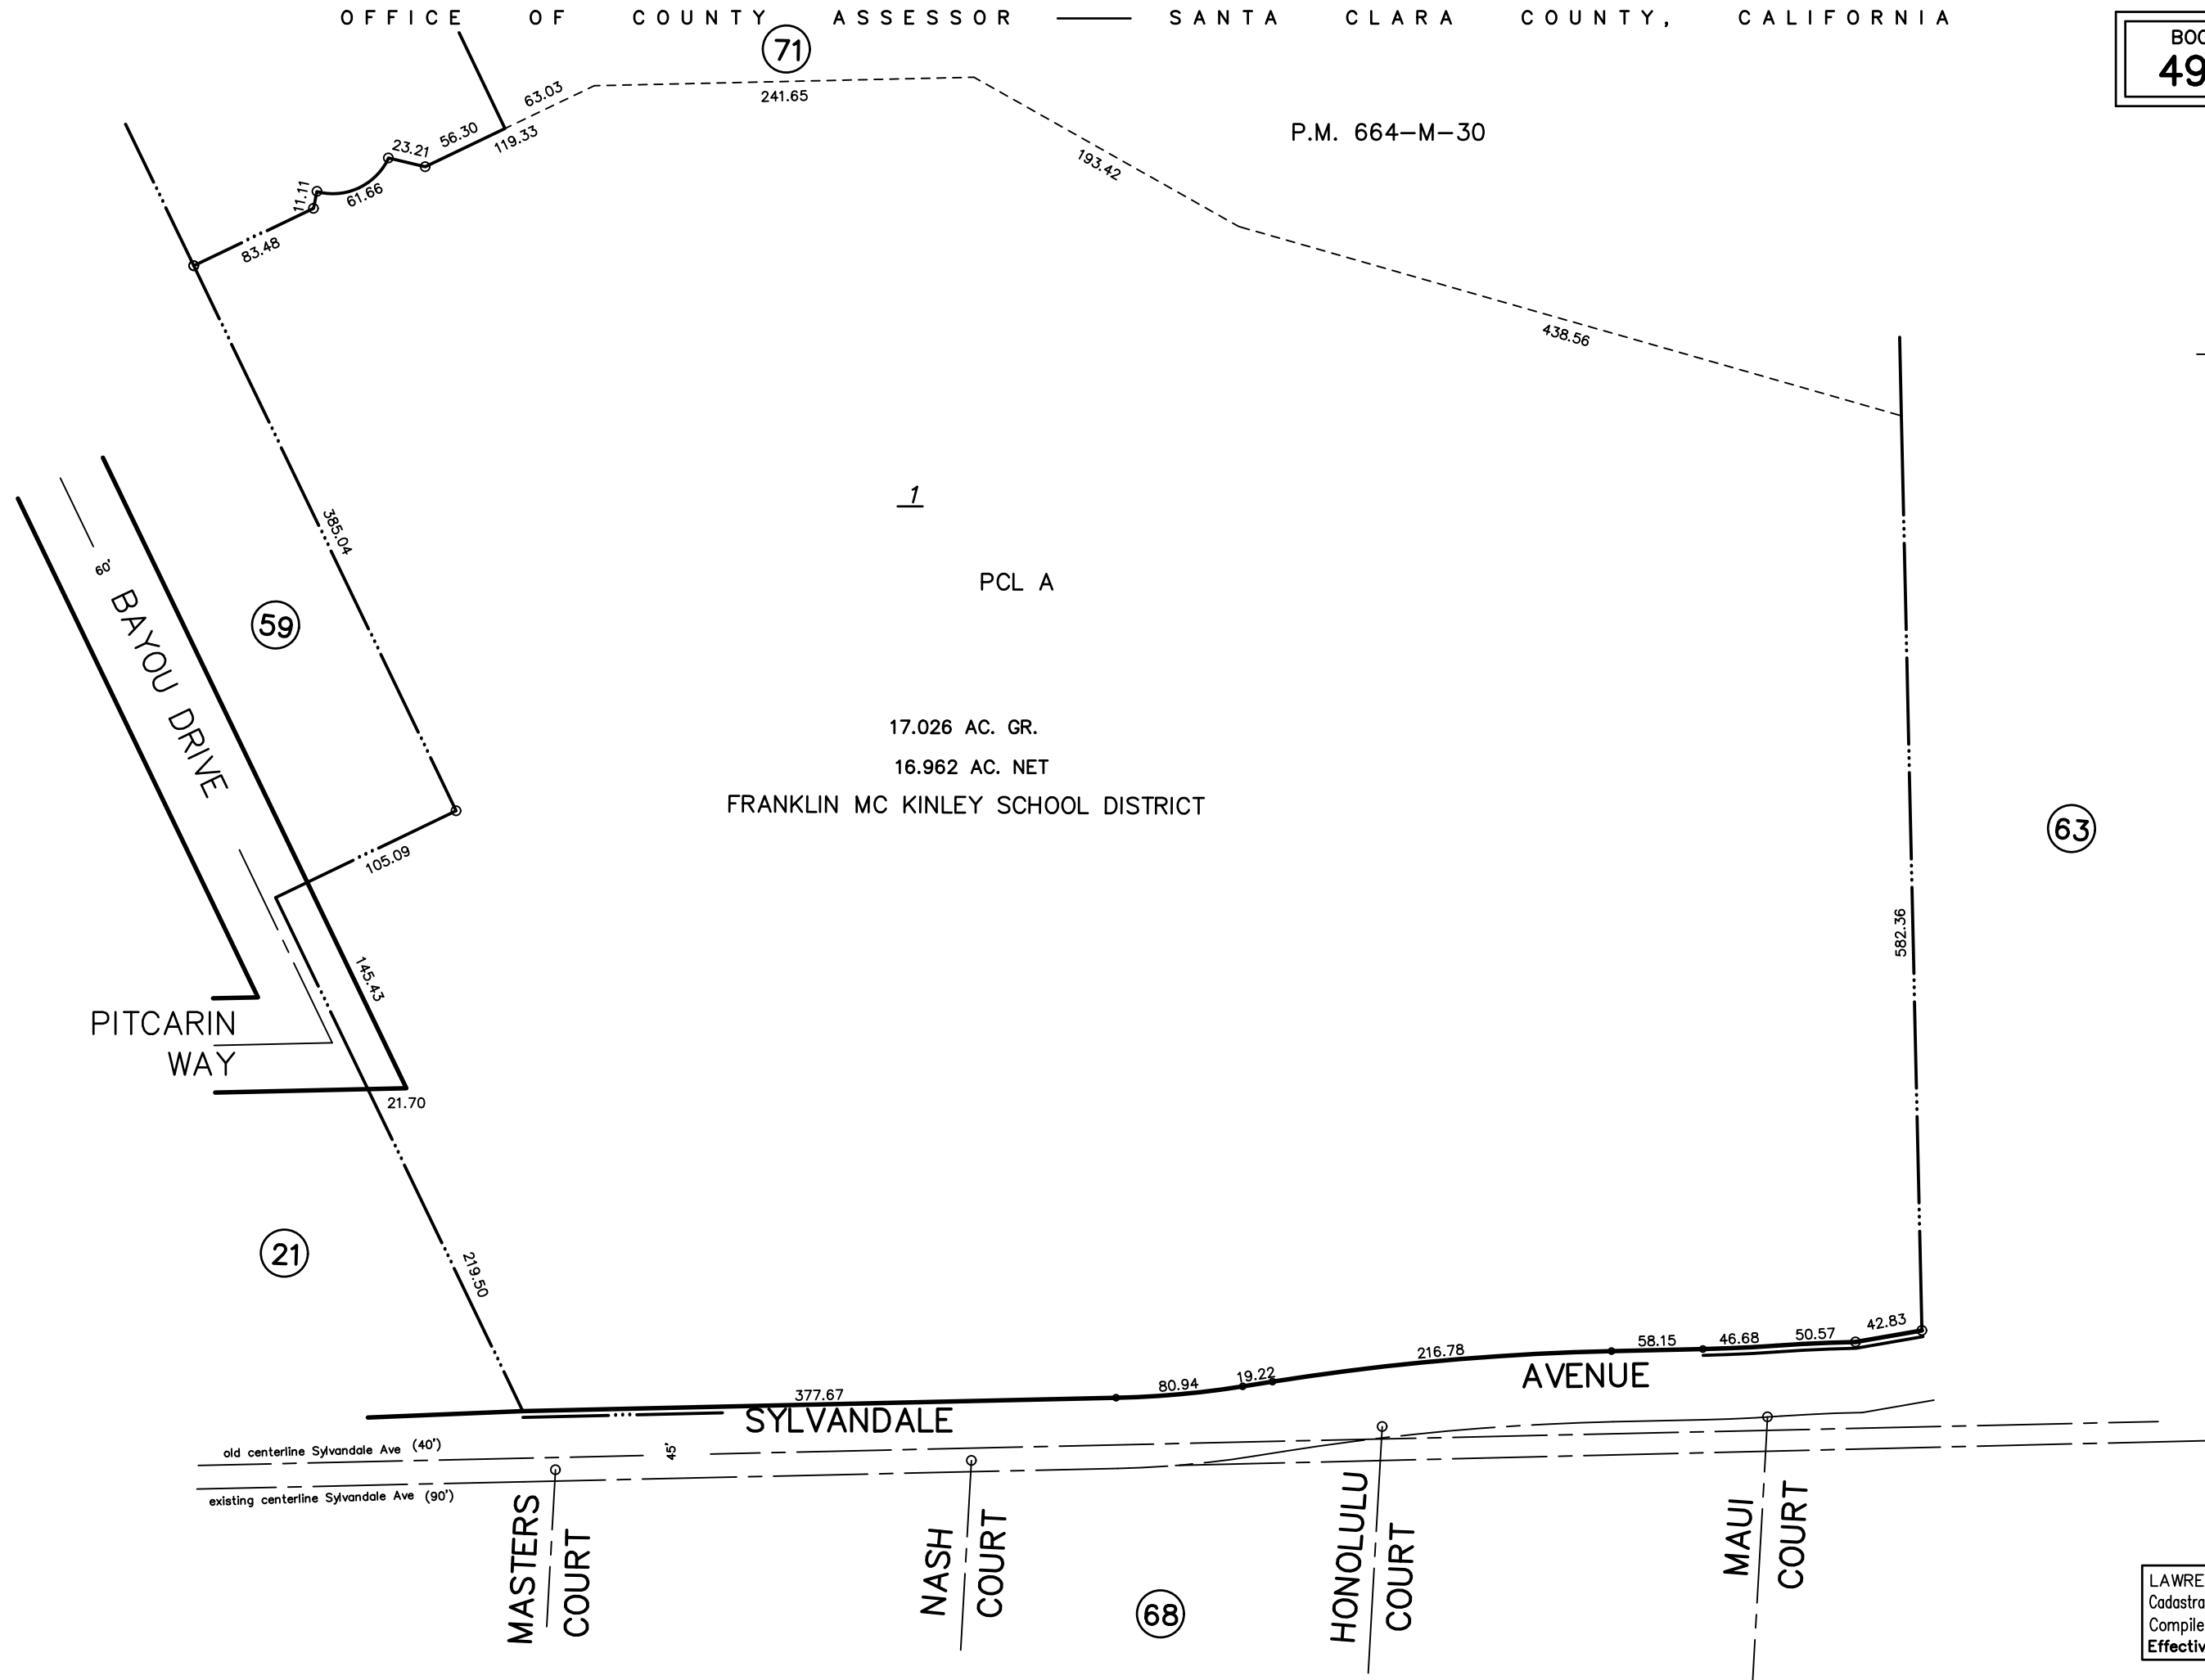 OFFICE OF COUNTY ASSESSOR — SANTA CLARA COUNTY, CALIFORNIA
71
49
63.03
241.65
56.30
119.33
23.21
P.M. 664-M-30
193.42
11.11
61.66
83.48
438.56
1
385.04
60'
PCL A
BAYOU DRIVE
59
17.026 AC. GR.
16.962 AC. NET
FRANKLIN MC KINLEY SCHOOL DISTRICT
63
105.09
582.36
145.43
PITCARIN
WAY
21.70
21
219.50
42.83
50.57
46.68
58.15
216.78
19.22
80.94
377.67
SYLVANDALE
AVENUE
old centerline Sylvandale Ave (40')
45'
existing centerline Sylvandale Ave (90')
MASTERS
COURT
NASH
COURT
HONOLULU
COURT
MAUI
COURT
68